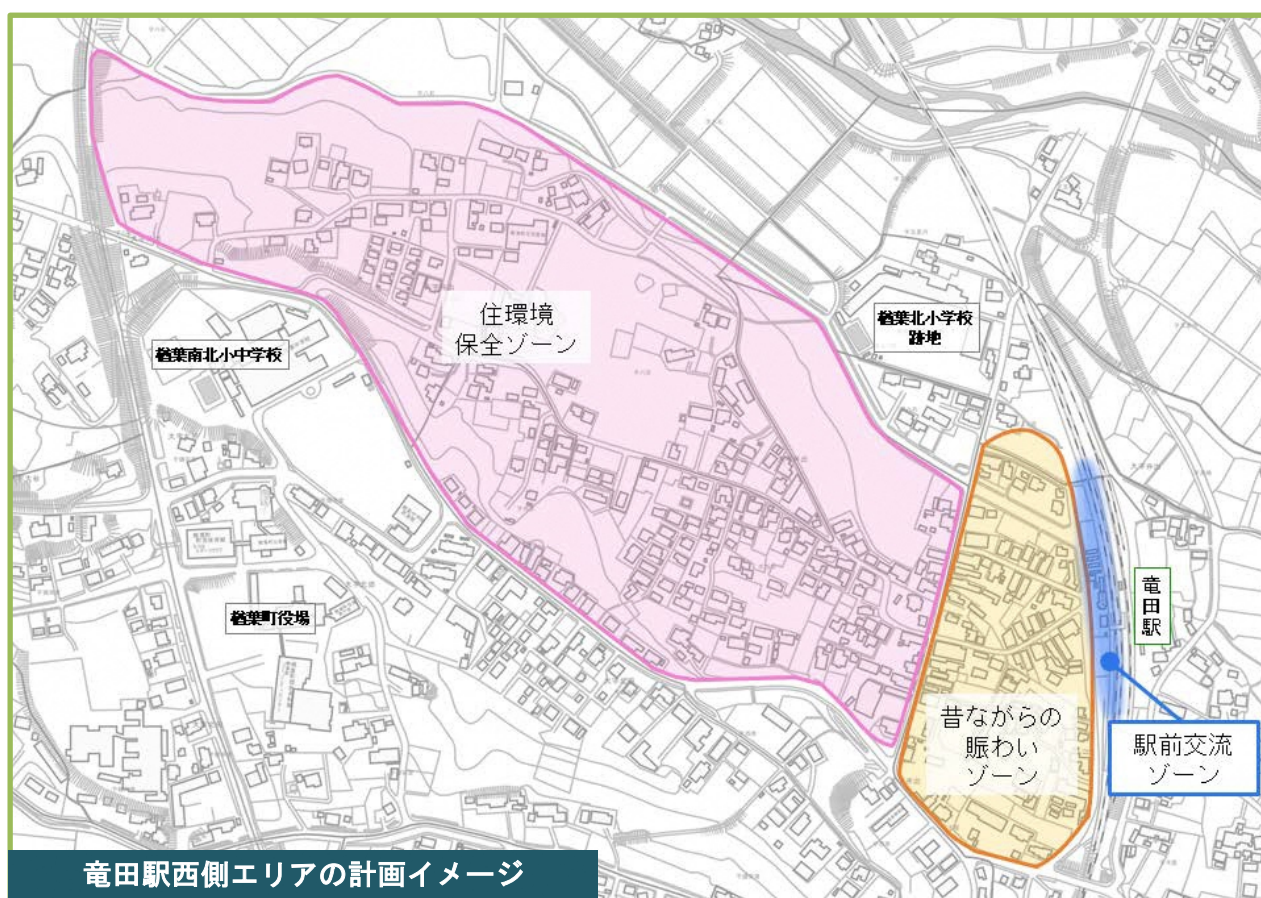 住環境
保全ゾーン
楢葉北小学校
跡地
楢葉南北小中学校
楢葉町役場
竜田駅
昔ながらの
賑わい
ゾーン
駅前交流
ゾーン
竜田駅西側エリアの計画イメージ